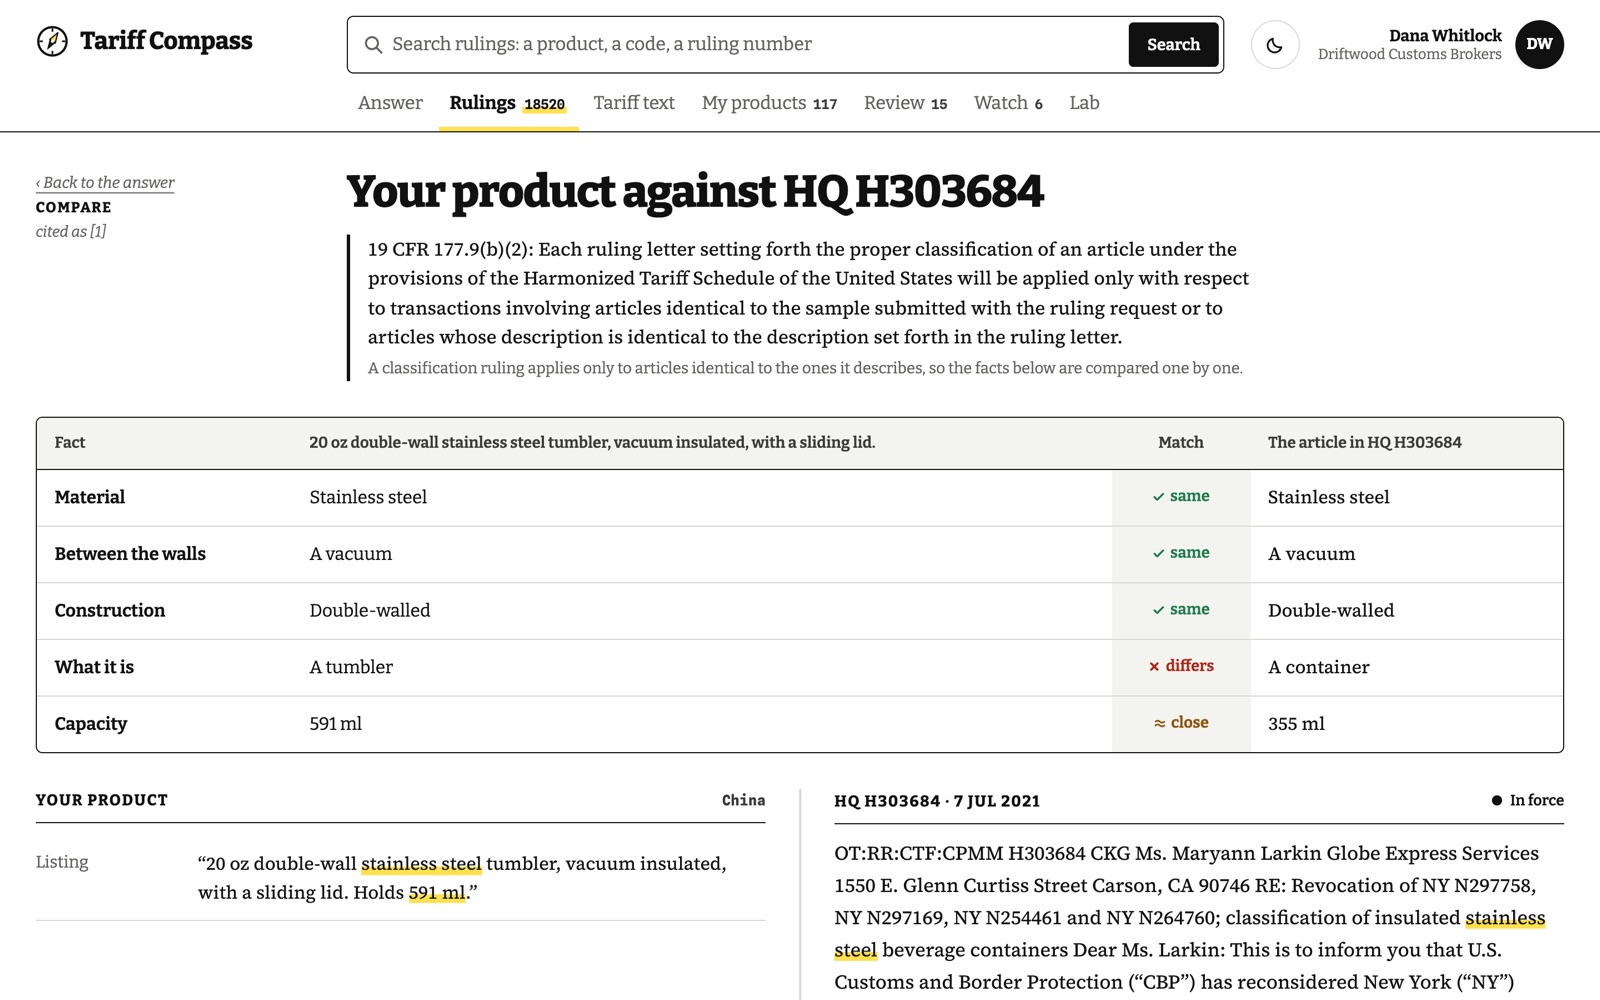 Tariff Compass
Search rulings: a product, a code, a ruling number
Search
Dana Whitlock
Driftwood Customs Brokers
DW
Answer
Rulings 18520
Tariff text
My products 117
Review 15
Watch 6
Lab
‹ Back to the answer
COMPARE
cited as [1]
Your product against HQ H303684
19 CFR 177.9(b)(2): Each ruling letter setting forth the proper classification of an article under the
provisions of the Harmonized Tariff Schedule of the United States will be applied only with respect
to transactions involving articles identical to the sample submitted with the ruling request or to
articles whose description is identical to the description set forth in the ruling letter.
A classification ruling applies only to articles identical to the ones it describes, so the facts below are compared one by one.
Fact 20 oz double-wall stainless steel tumbler, vacuum insulated, with a sliding lid. Match The article in HQ H303684
Material Stainless steel ✓ same Stainless steel
Between the walls A vacuum ✓ same A vacuum
Construction Double-walled ✓ same Double-walled
What it is A tumbler × differs A container
Capacity 591 ml ≈ close 355 ml
YOUR PRODUCT China
Listing
“20 oz double-wall stainless steel tumbler, vacuum insulated,
with a sliding lid. Holds 591 ml.”
HQ H303684 · 7 JUL 2021 ● In force
OT:RR:CTF:CPMM H303684 CKG Ms. Maryann Larkin Globe Express Services
1550 E. Glenn Curtiss Street Carson, CA 90746 RE: Revocation of NY N297758,
NY N297169, NY N254461 and NY N264760; classification of insulated stainless
steel beverage containers Dear Ms. Larkin: This is to inform you that U.S.
Customs and Border Protection (“CBP”) has reconsidered New York (“NY”)